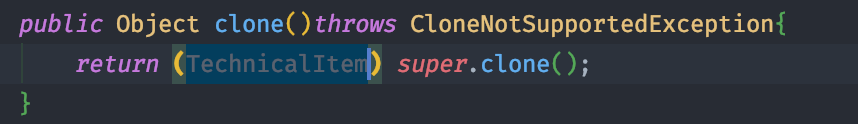 public Object clone()throws CloneNotSupportedException{
return (TechnicalItem) super.clone();
}